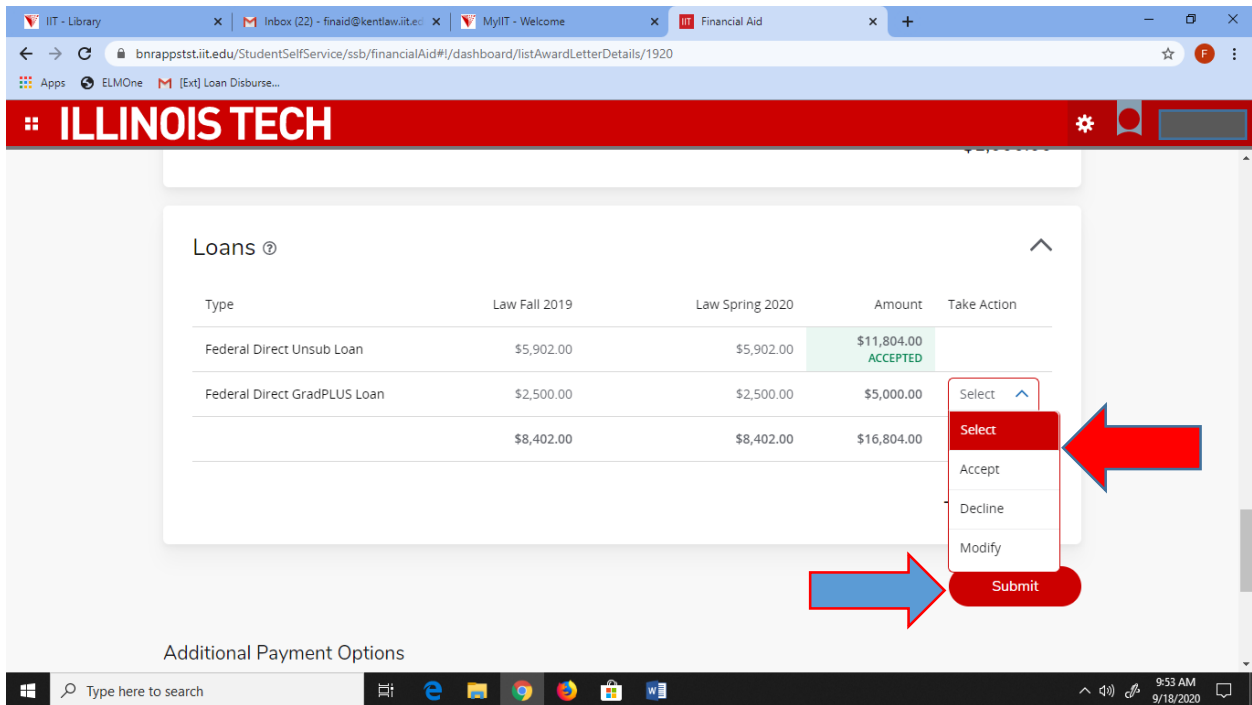 IIT - Library
Inbox (22) - finaid@kentlaw.iit.ed
MyIIT - Welcome
IIT Financial Aid
bnrappstst.iit.edu/StudentSelfService/ssb/financialAid#!/dashboard/listAwardLetterDetails/1920
F
Apps ELMOne [Ext] Loan Disburse...
ILLINOIS TECH
Loans
Type Law Fall 2019 Law Spring 2020 Amount Take Action
Federal Direct Unsub Loan $5,902.00 $5,902.00 $11,804.00
ACCEPTED
Federal Direct GradPLUS Loan $2,500.00 $2,500.00 $5,000.00 Select
$8,402.00 $8,402.00 $16,804.00
Select
Accept
Decline
Modify
Submit
Additional Payment Options
Type here to search
9:53 AM
9/18/2020